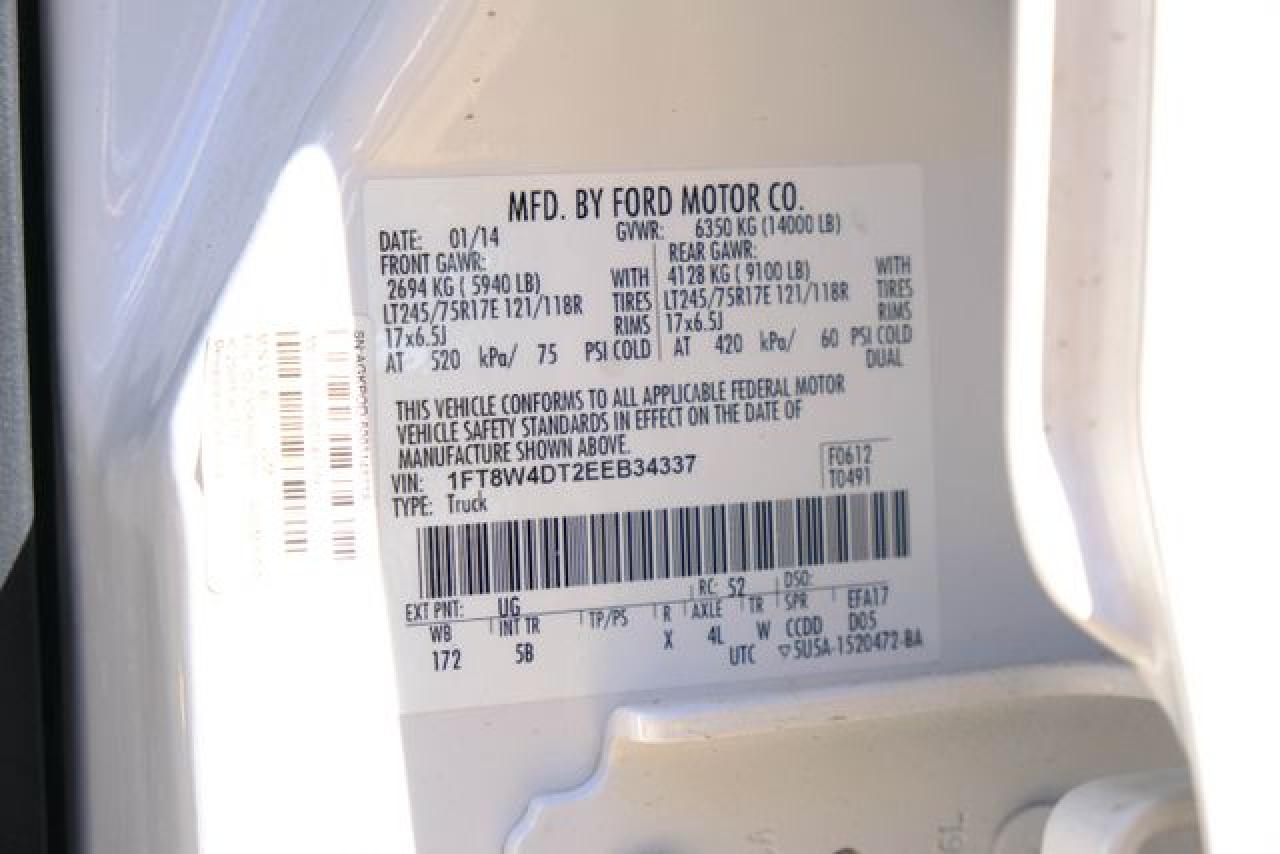 MFD. BY FORD MOTOR CO.
DATE: 01/14 GVWR: 6350 KG (14000 LB)
FRONT GAWR: REAR GAWR:
2694 KG ( 5940 LB) WITH 4128 KG ( 9100 LB) WITH
LT245/75R17E 121/118R TIRES LT245/75R17E 121/118R TIRES
17x6.5J RIMS 17x6.5J RIMS
AT 520 kPa/ 75 PSI COLD AT 420 kPa/ 60 PSI COLD
DUAL
THIS VEHICLE CONFORMS TO ALL APPLICABLE FEDERAL MOTOR
VEHICLE SAFETY STANDARDS IN EFFECT ON THE DATE OF
MANUFACTURE SHOWN ABOVE.
VIN: 1FT8W4DT2EEB34337 F0612
TYPE: Truck T0491
EXT PNT: UG RC: 52 DSO:
WB INT TR TP/PS R AXLE TR SPR EFA17
172 5B X 4L W CCDD D05
UTC ▽5U5A-1520472-BA